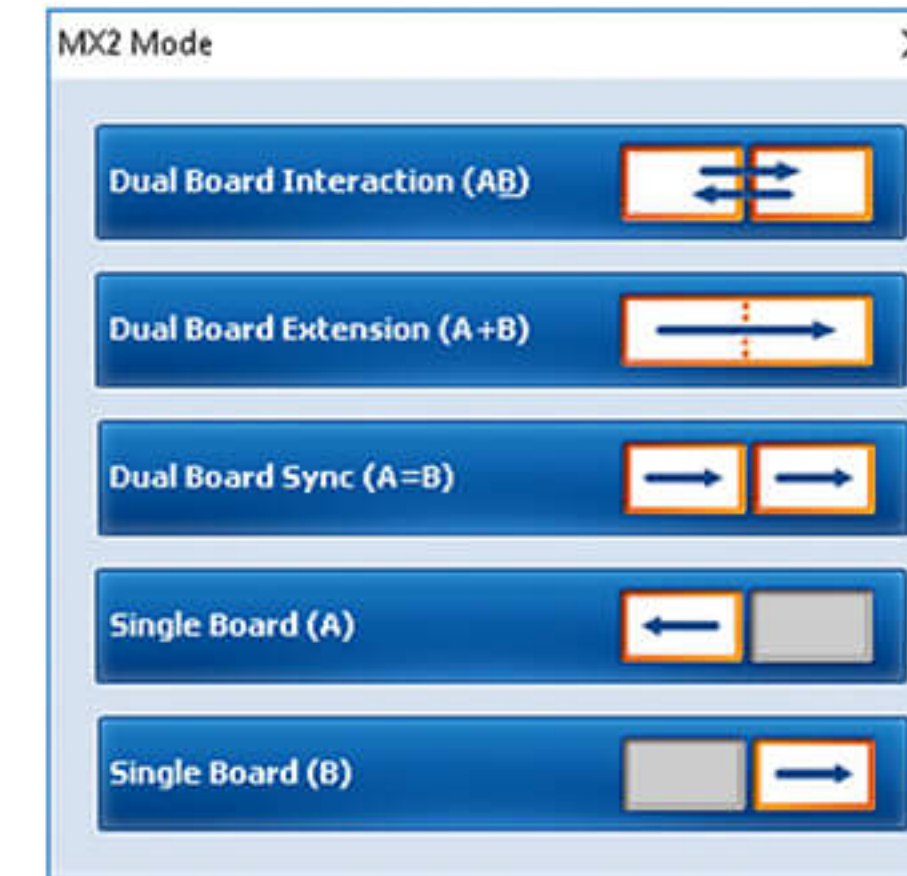 MX2 Mode
Dual Board Interaction (AB)
Dual Board Extension (A+B)
Dual Board Sync (A=B)
Single Board (A)
Single Board (B)